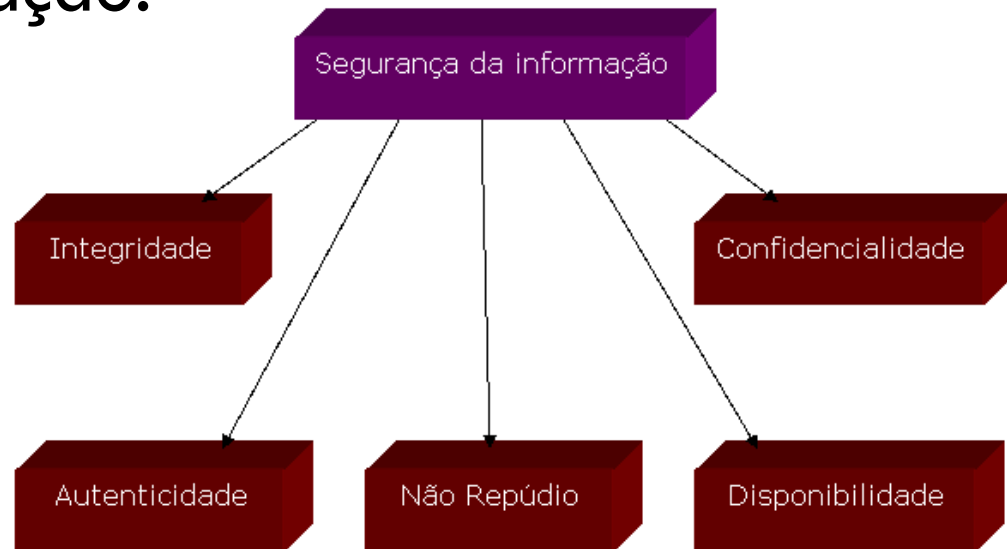 Segurança da informação
Integridade
Confidencialidade
Autenticidade
Não Repúdio
Disponibilidade